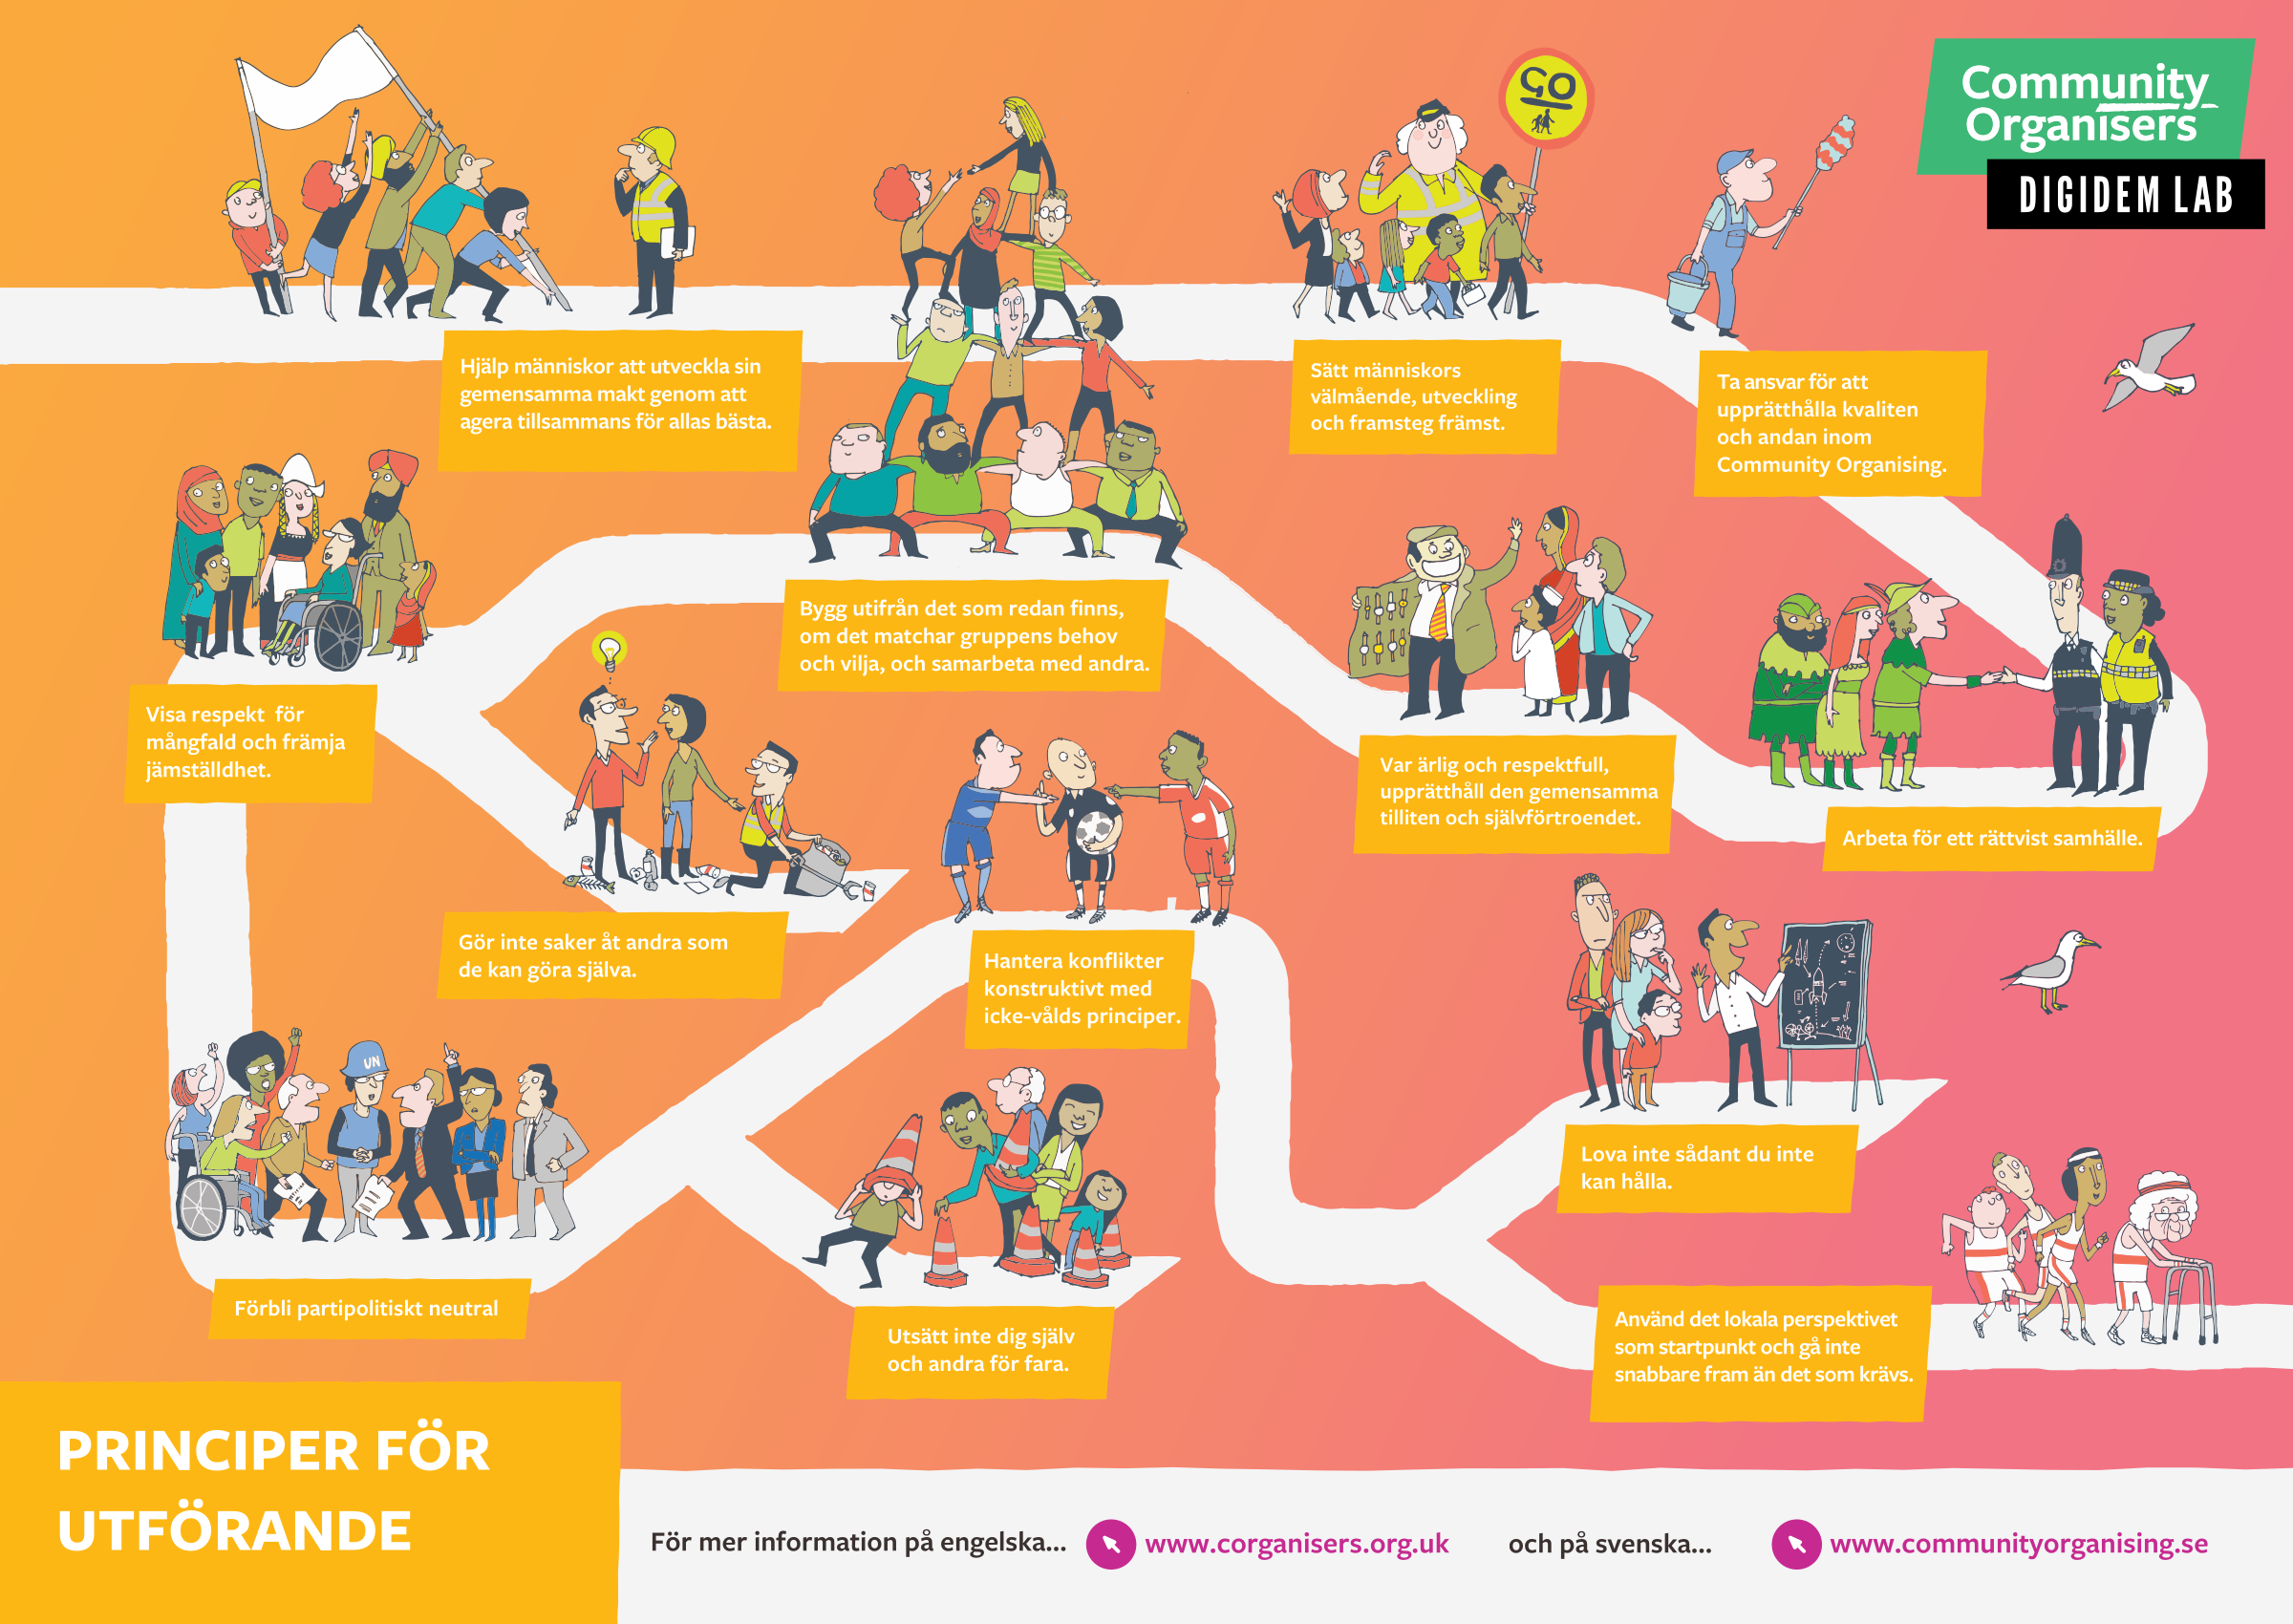 GO
Community
Organisers
DIGIDEM LAB
Hjälp människor att utveckla sin
gemensamma makt genom att
agera tillsammans för allas bästa.
Sätt människors
välmående, utveckling
och framsteg främst.
Ta ansvar för att
upprätthålla kvaliten
och andan inom
Community Organising.
Bygg utifrån det som redan finns,
om det matchar gruppens behov
och vilja, och samarbeta med andra.
Visa respekt för
mångfald och främja
jämställdhet.
Var ärlig och respektfull,
upprätthåll den gemensamma
tilliten och självförtroendet.
Arbeta för ett rättvist samhälle.
Gör inte saker åt andra som
de kan göra själva.
Hantera konflikter
konstruktivt med
icke-vålds principer.
UN
Lova inte sådant du inte
kan hålla.
Förbli partipolitiskt neutral
Utsätt inte dig själv
och andra för fara.
Använd det lokala perspektivet
som startpunkt och gå inte
snabbare fram än det som krävs.
PRINCIPER FÖR
UTFÖRANDE
För mer information på engelska... www.corganisers.org.uk och på svenska... www.communityorganising.se